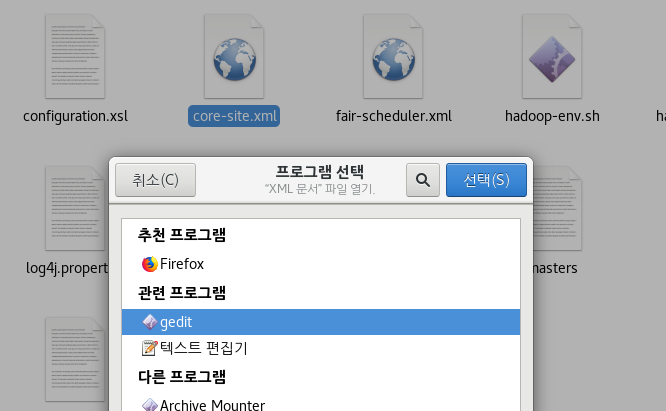 configuration.xsl
core-site.xml
fair-scheduler.xml
hadoop-env.sh
취소(C)
프로그램 선택
“XML 문서” 파일 열기.
선택(S)
추천 프로그램
Firefox
관련 프로그램
gedit
텍스트 편집기
다른 프로그램
Archive Mounter
log4j.propert
masters